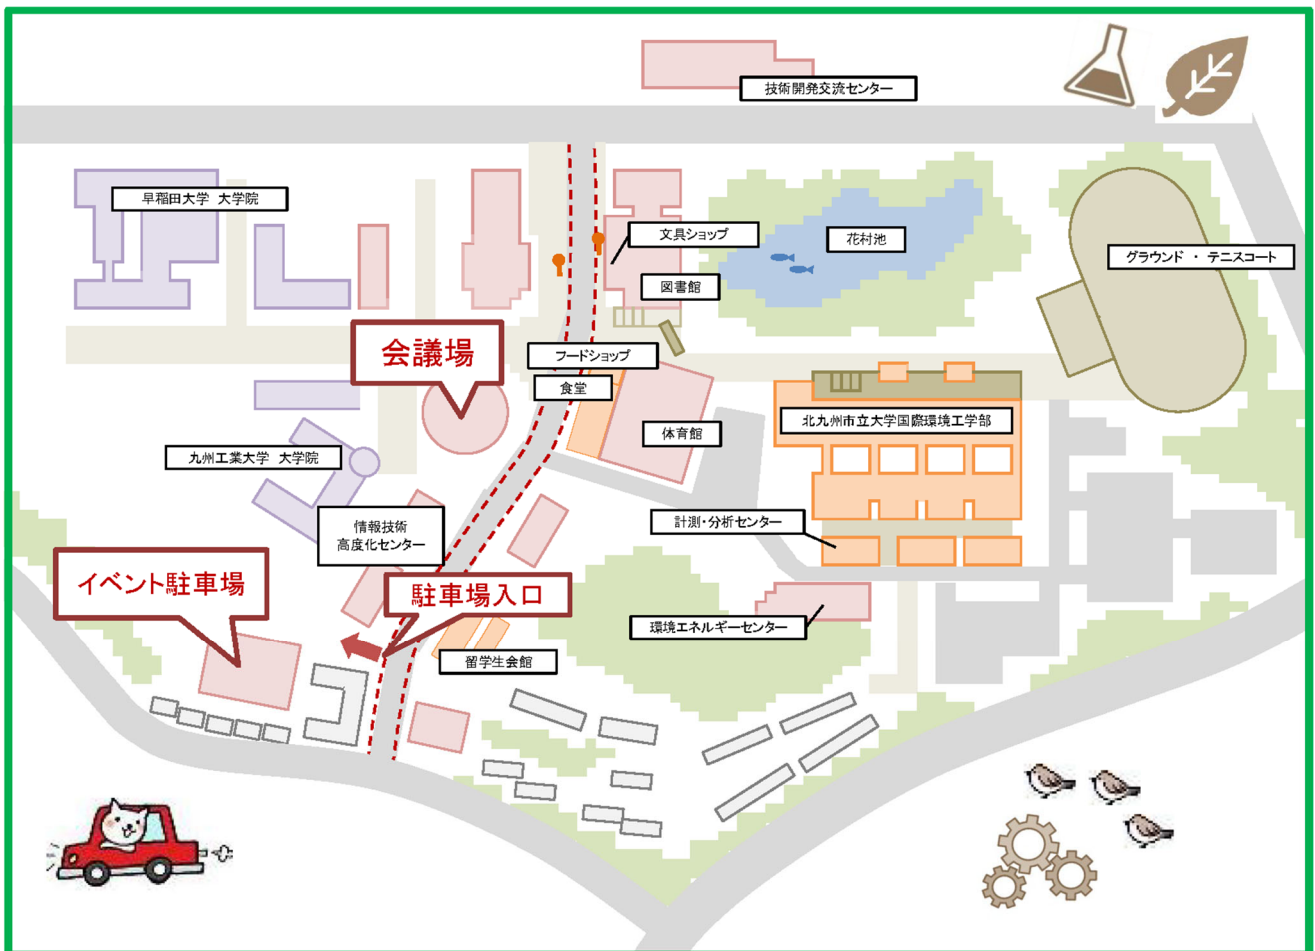 技術開発交流センター
早稲田大学 大学院
文具ショップ
花村池
グラウンド ・ テニスコート
図書館
会議場
フードショップ
食堂
体育館
北九州市立大学国際環境工学部
九州工業大学 大学院
情報技術
高度化センター
計測・分析センター
イベント駐車場
駐車場入口
環境エネルギーセンター
留学生会館